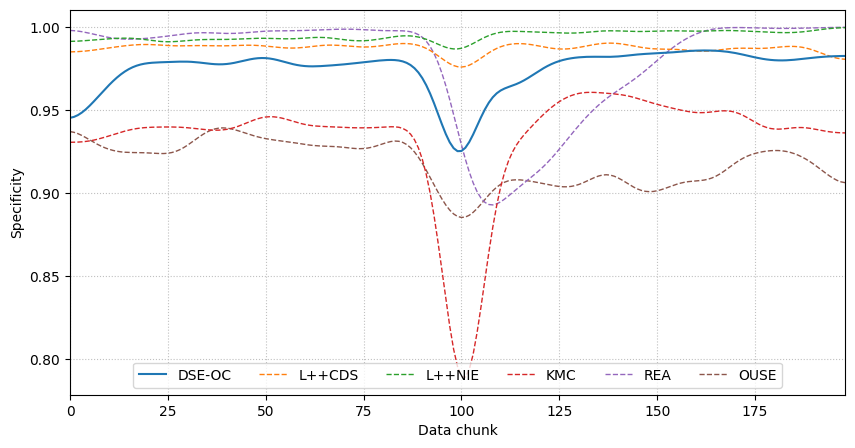 1.00
0.95
0.90
0.85
0.80
Specificity
DSE-OC L++CDS L++NIE KMC REA OUSE
0 25 50 75 100 125 150 175
Data chunk